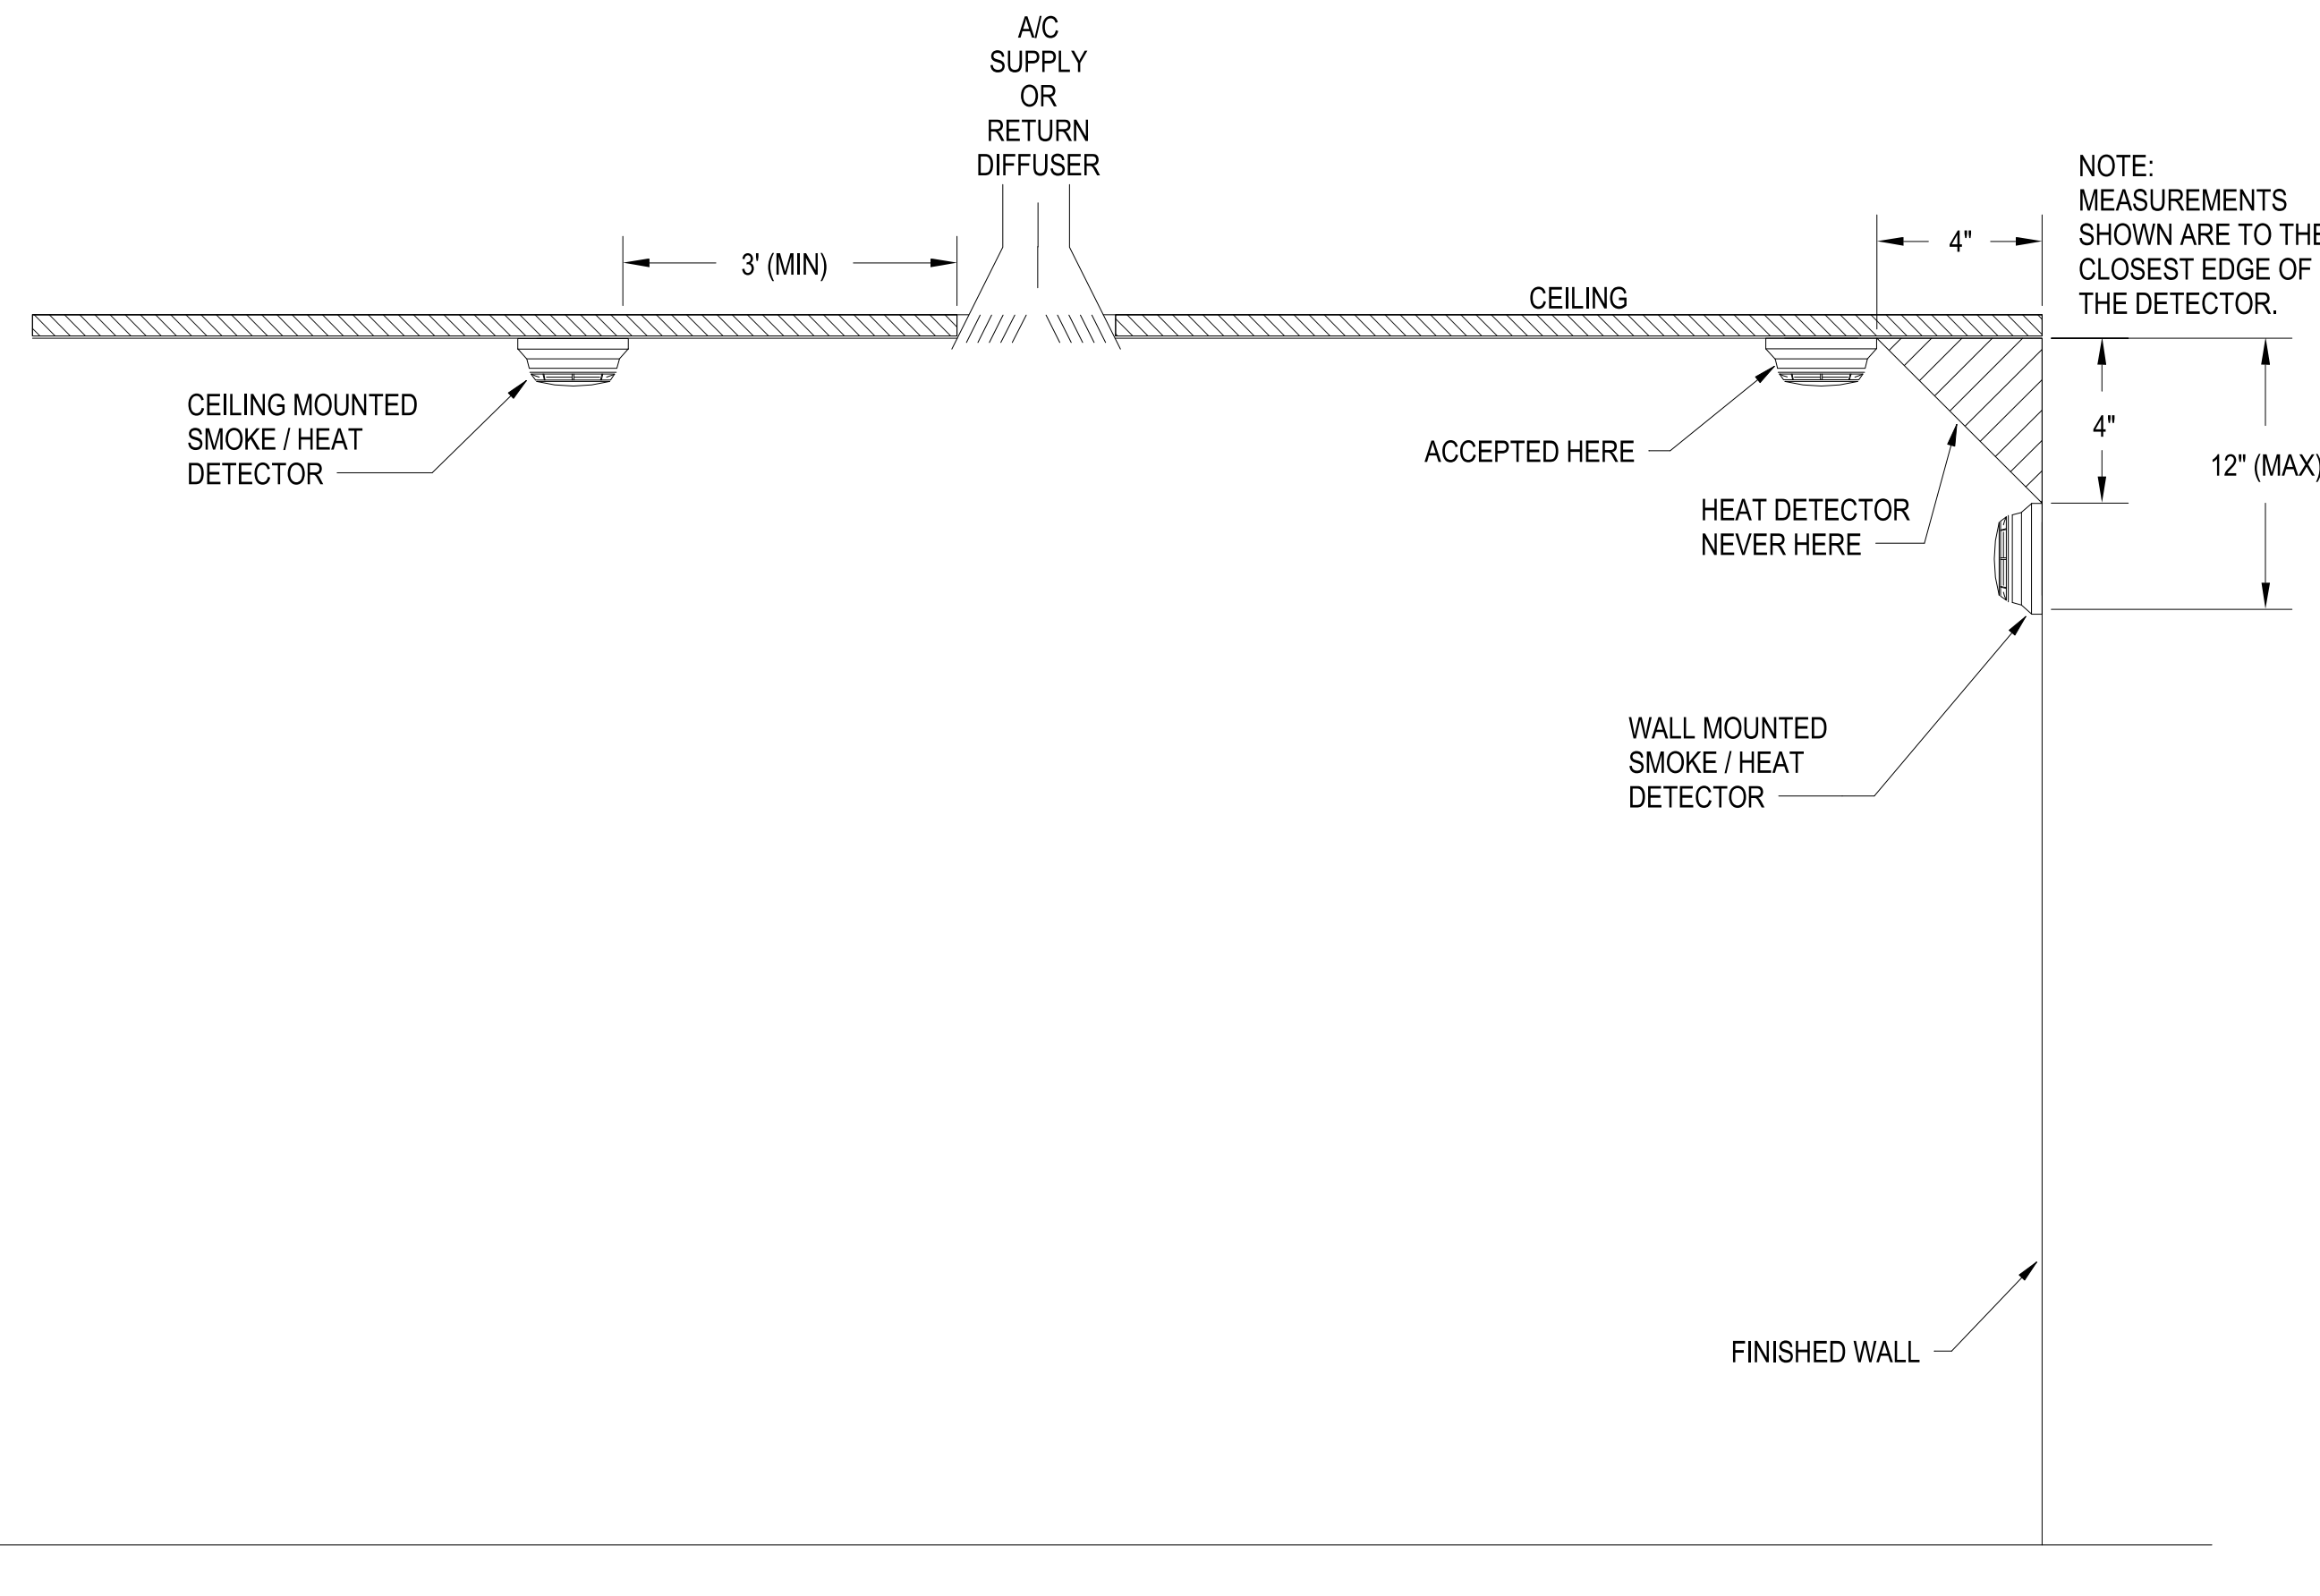 A/C
SUPPLY
OR
RETURN
DIFFUSER
NOTE:
MEASUREMENTS
SHOWN ARE TO THE
CLOSEST EDGE OF
THE DETECTOR.
3' (MIN)
4"
CEILING
CEILING MOUNTED
SMOKE / HEAT
DETECTOR
ACCEPTED HERE
4"
12" (MAX)
HEAT DETECTOR
NEVER HERE
WALL MOUNTED
SMOKE / HEAT
DETECTOR
FINISHED WALL